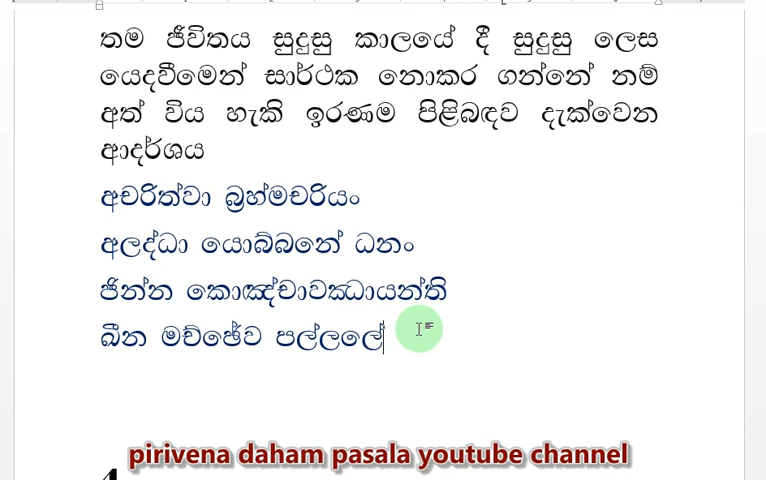 තම ජීවිතය සුදුසු කාලයේ දී සුදුසු ලෙස
යෙදවීමෙන් සාර්ථක නොකර ගන්නේ නම්
අත් විය හැකි ඉරණම පිළිබඳව දැක්වෙන
ආදර්ශය
අචරිත්වා බ්‍රහ්මචරියං
අලද්ධා යොබ්බනේ ධනං
ජින්න කොඤ්චාවඣායන්ති
ඛීන මච්ඡේව පල්ලලේ
pirivena daham pasala youtube channel